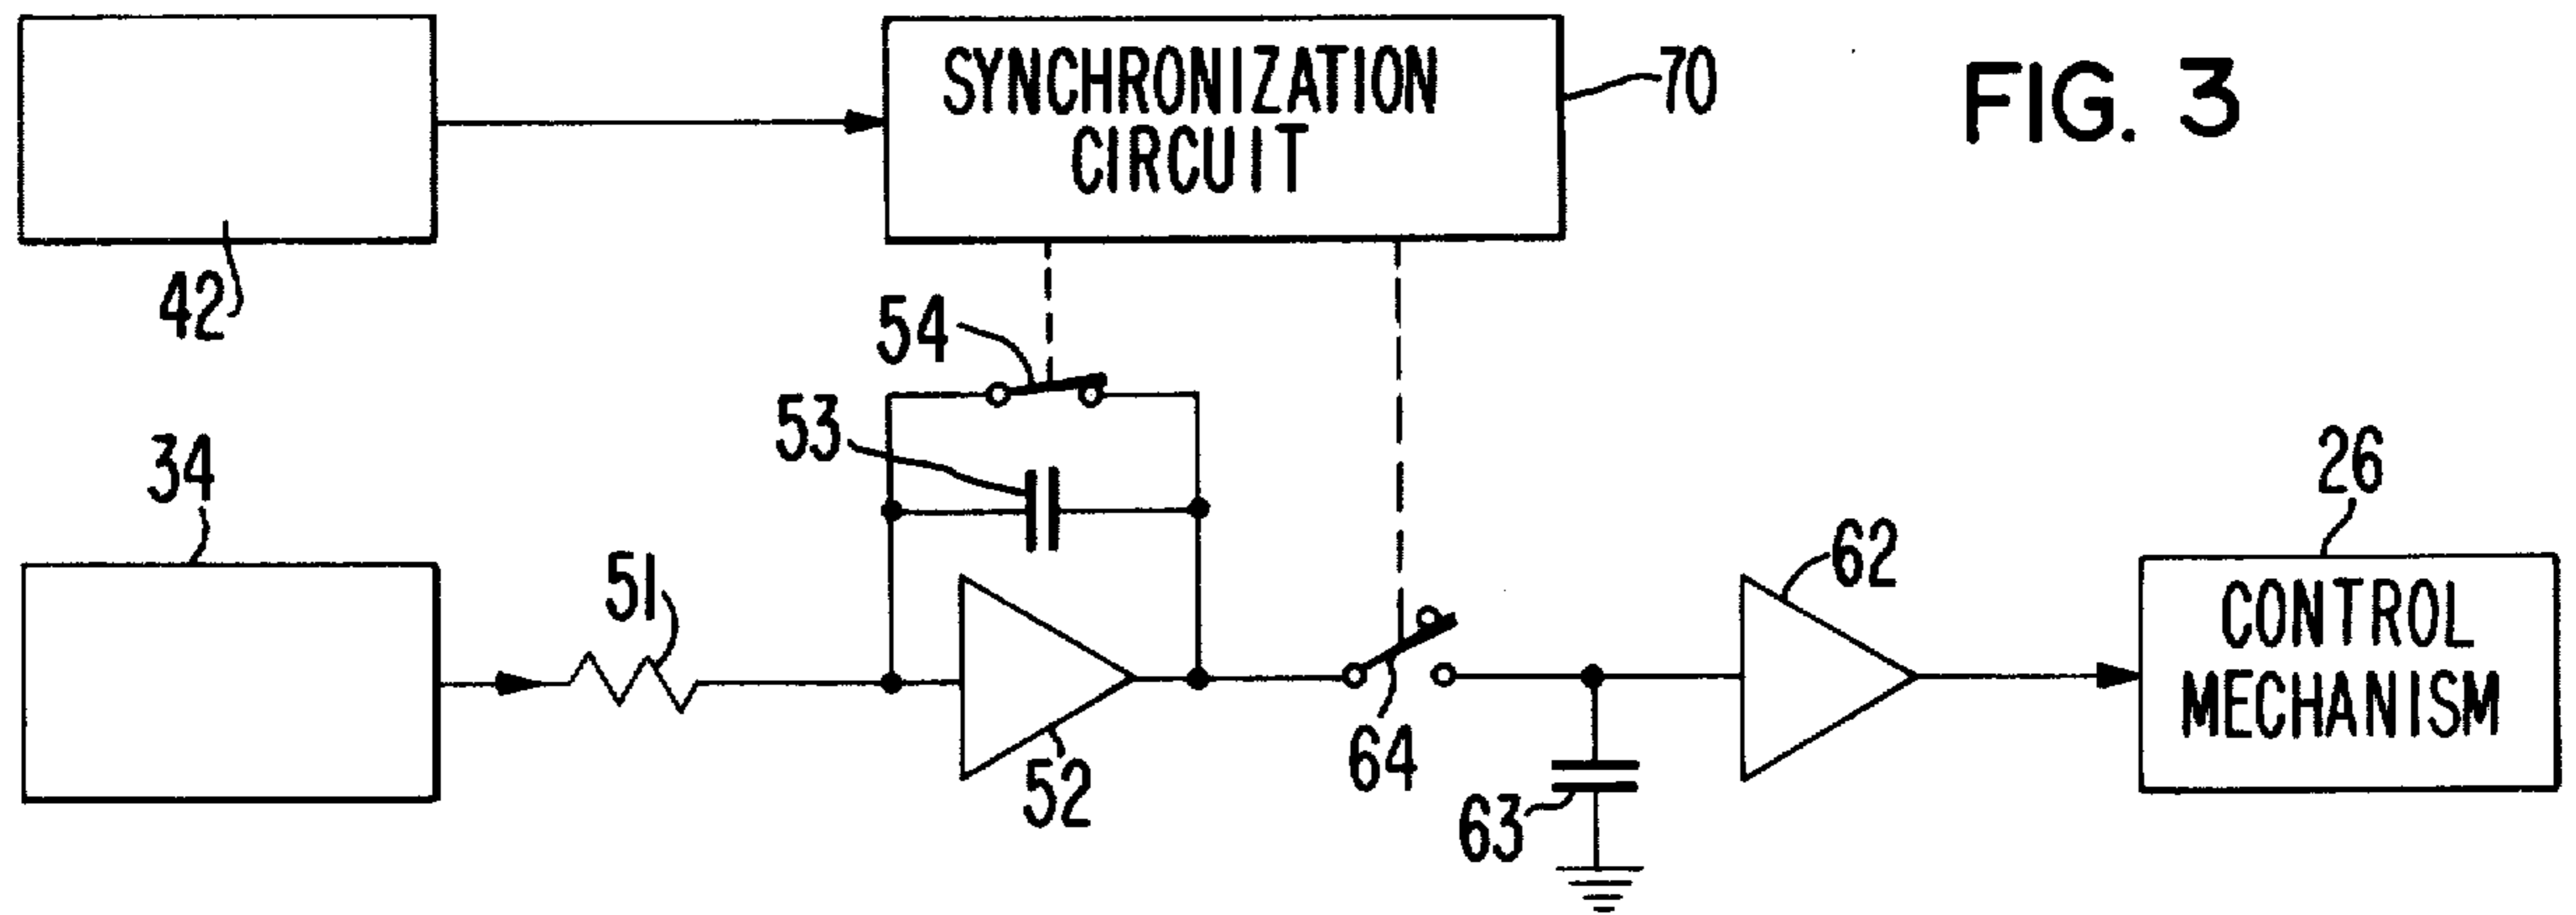 SYNCHRONIZATION
CIRCUIT
70
FIG. 3
42
54
53
34
51
52
64
63
62
26
CONTROL
MECHANISM